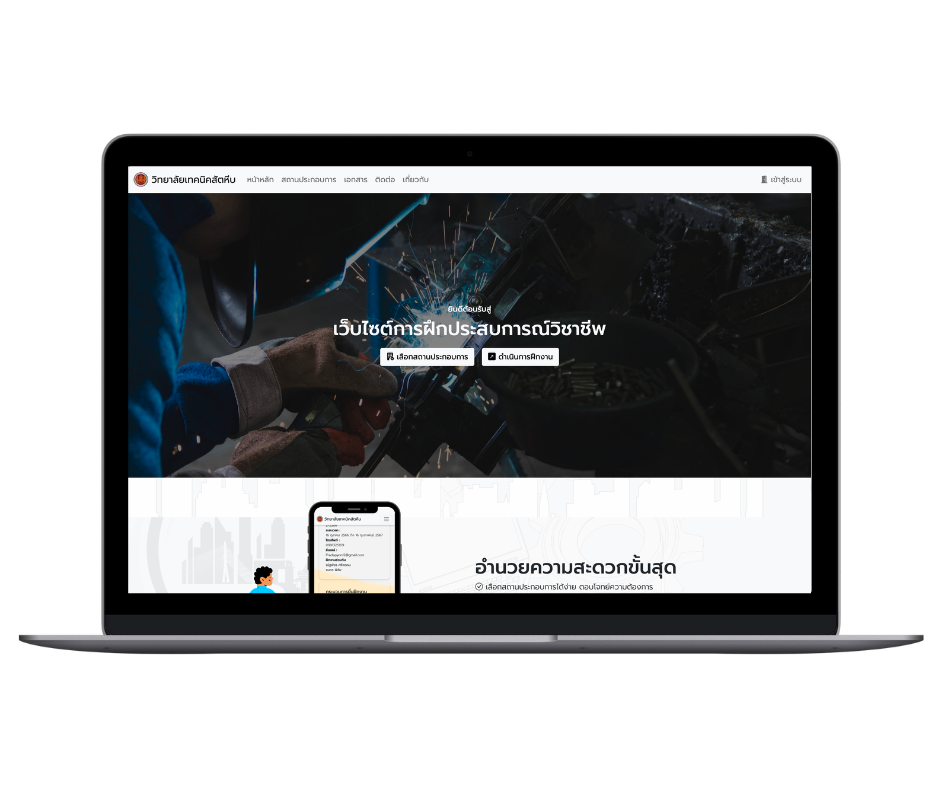 วิทยาลัยเทคนิคสัตหีบ หน้าหลัก สถานประกอบการ เอกสาร ติดต่อ เกี่ยวกับ เข้าสู่ระบบ
ยินดีต้อนรับสู่
เว็บไซต์การฝึกประสบการณ์วิชาชีพ
เลือกสถานประกอบการ ดำเนินการฝึกงาน
วิทยาลัยเทคนิคสัตหีบ
อำนวยความสะดวกขั้นสุด
เลือกสถานประกอบการได้ง่าย ตอบโจทย์ความต้องการ